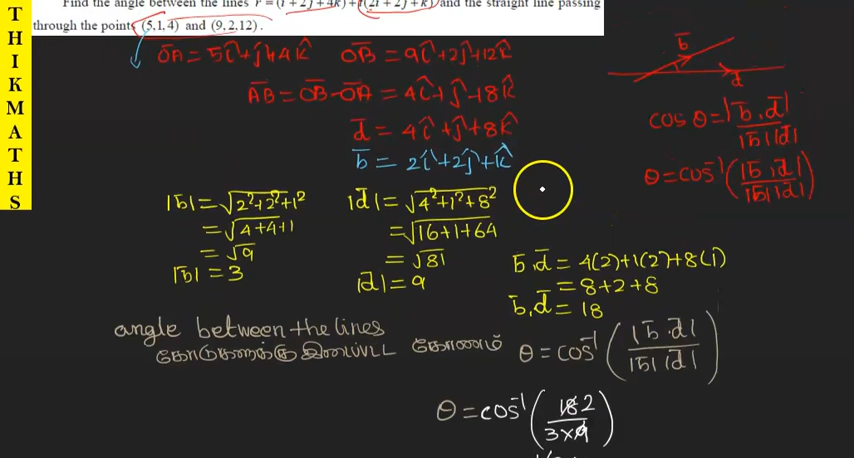 T H I K M A T H S
Find the angle between the lines r = (i + 2j + 4k) + t(2i + 2j + k) and the straight line passing
through the points (5,1,4) and (9,2,12).
OA = 5i+j+4k OB = 9i+2j+12k
AB = OB - OA = 4i+j+8k
d = 4i+j+8k
b = 2i+2j+k
b
d
cos θ = |b.d| / |b||d|
θ = cos⁻¹(|b.d| / |b||d|)
|b| = √2²+2²+1²
= √4+4+1
= √9
|b| = 3
|d| = √4²+1²+8²
= √16+1+64
= √81
|d| = 9
b.d = 4(2)+1(2)+8(1)
= 8+2+8
b.d = 18
angle between the lines
கோடுகளுக்கு இடைப்பட்ட கோணம் θ = cos⁻¹(|b.d| / |b||d|)
θ = cos⁻¹(18 2 / 3×9)